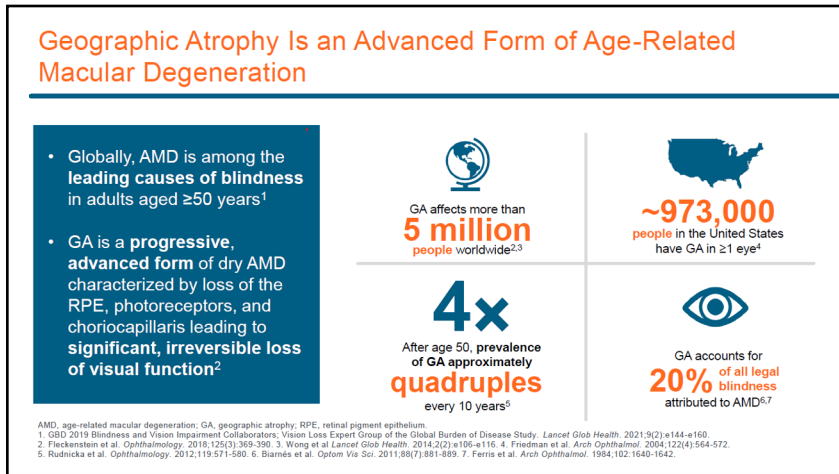 Geographic Atrophy Is an Advanced Form of Age-Related
Macular Degeneration
• Globally, AMD is among the
leading causes of blindness
in adults aged ≥50 years¹
• GA is a progressive,
advanced form of dry AMD
characterized by loss of the
RPE, photoreceptors, and
choriocapillaris leading to
significant, irreversible loss
of visual function²
GA affects more than
5 million
people worldwide²,³
~973,000
people in the United States
have GA in ≥1 eye⁴
4x
After age 50, prevalence
of GA approximately
quadruples
every 10 years⁵
GA accounts for
20% of all legal
blindness
attributed to AMD⁶,⁷
AMD, age-related macular degeneration; GA, geographic atrophy; RPE, retinal pigment epithelium.
1. GBD 2019 Blindness and Vision Impairment Collaborators; Vision Loss Expert Group of the Global Burden of Disease Study. Lancet Glob Health. 2021;9(2):e144-e160.
2. Fleckenstein et al. Ophthalmology. 2018;125(3):369-390. 3. Wong et al Lancet Glob Health. 2014;2(2):e106-e116. 4. Friedman et al. Arch Ophthalmol. 2004;122(4):564-572.
5. Rudnicka et al. Ophthalmology. 2012;119:571-580. 6. Biarnés et al. Optom Vis Sci. 2011;88(7):881-889. 7. Ferris et al. Arch Ophthalmol. 1984;102:1640-1642.